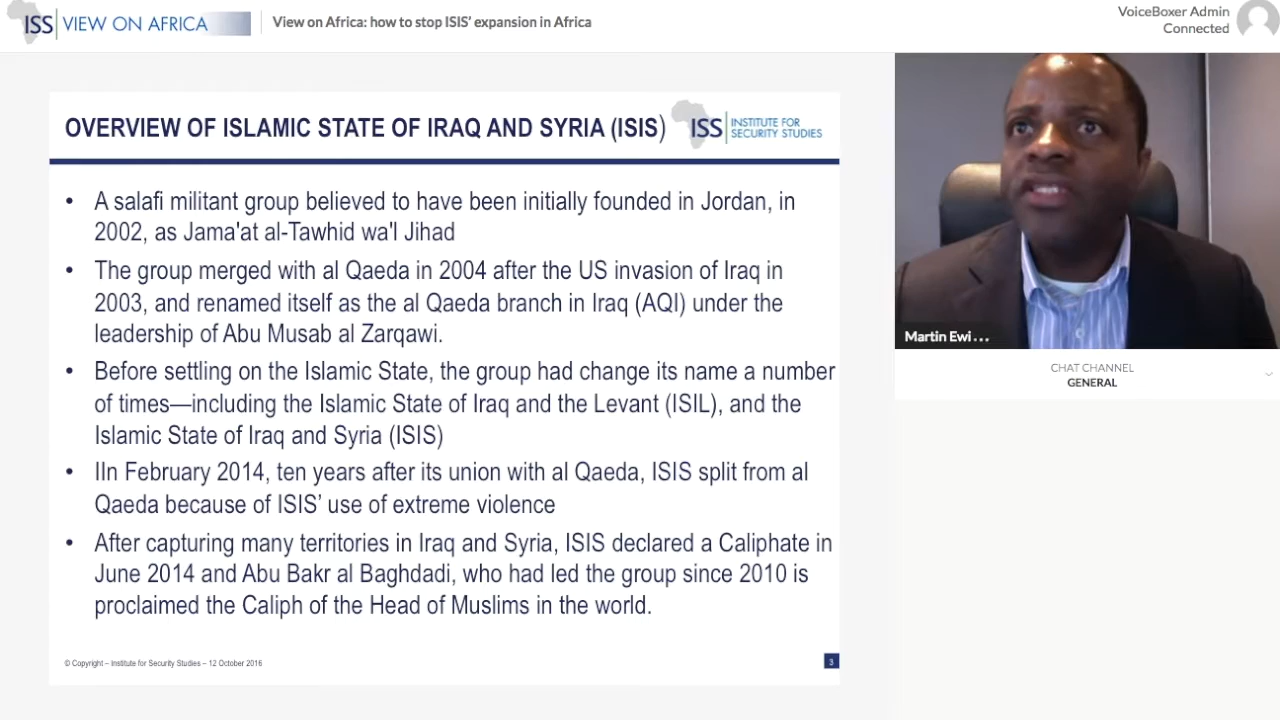 ISS VIEW ON AFRICA
View on Africa: how to stop ISIS' expansion in Africa
VoiceBoxer Admin
Connected
OVERVIEW OF ISLAMIC STATE OF IRAQ AND SYRIA (ISIS)
ISS INSTITUTE FOR
SECURITY STUDIES
• A salafi militant group believed to have been initially founded in Jordan, in
2002, as Jama'at al-Tawhid wa'l Jihad
• The group merged with al Qaeda in 2004 after the US invasion of Iraq in
2003, and renamed itself as the al Qaeda branch in Iraq (AQI) under the
leadership of Abu Musab al Zarqawi.
• Before settling on the Islamic State, the group had change its name a number
of times—including the Islamic State of Iraq and the Levant (ISIL), and the
Islamic State of Iraq and Syria (ISIS)
• IIn February 2014, ten years after its union with al Qaeda, ISIS split from al
Qaeda because of ISIS’ use of extreme violence
• After capturing many territories in Iraq and Syria, ISIS declared a Caliphate in
June 2014 and Abu Bakr al Baghdadi, who had led the group since 2010 is
proclaimed the Caliph of the Head of Muslims in the world.
© Copyright – Institute for Security Studies – 12 October 2016
3
Martin Ewi ...
CHAT CHANNEL
GENERAL